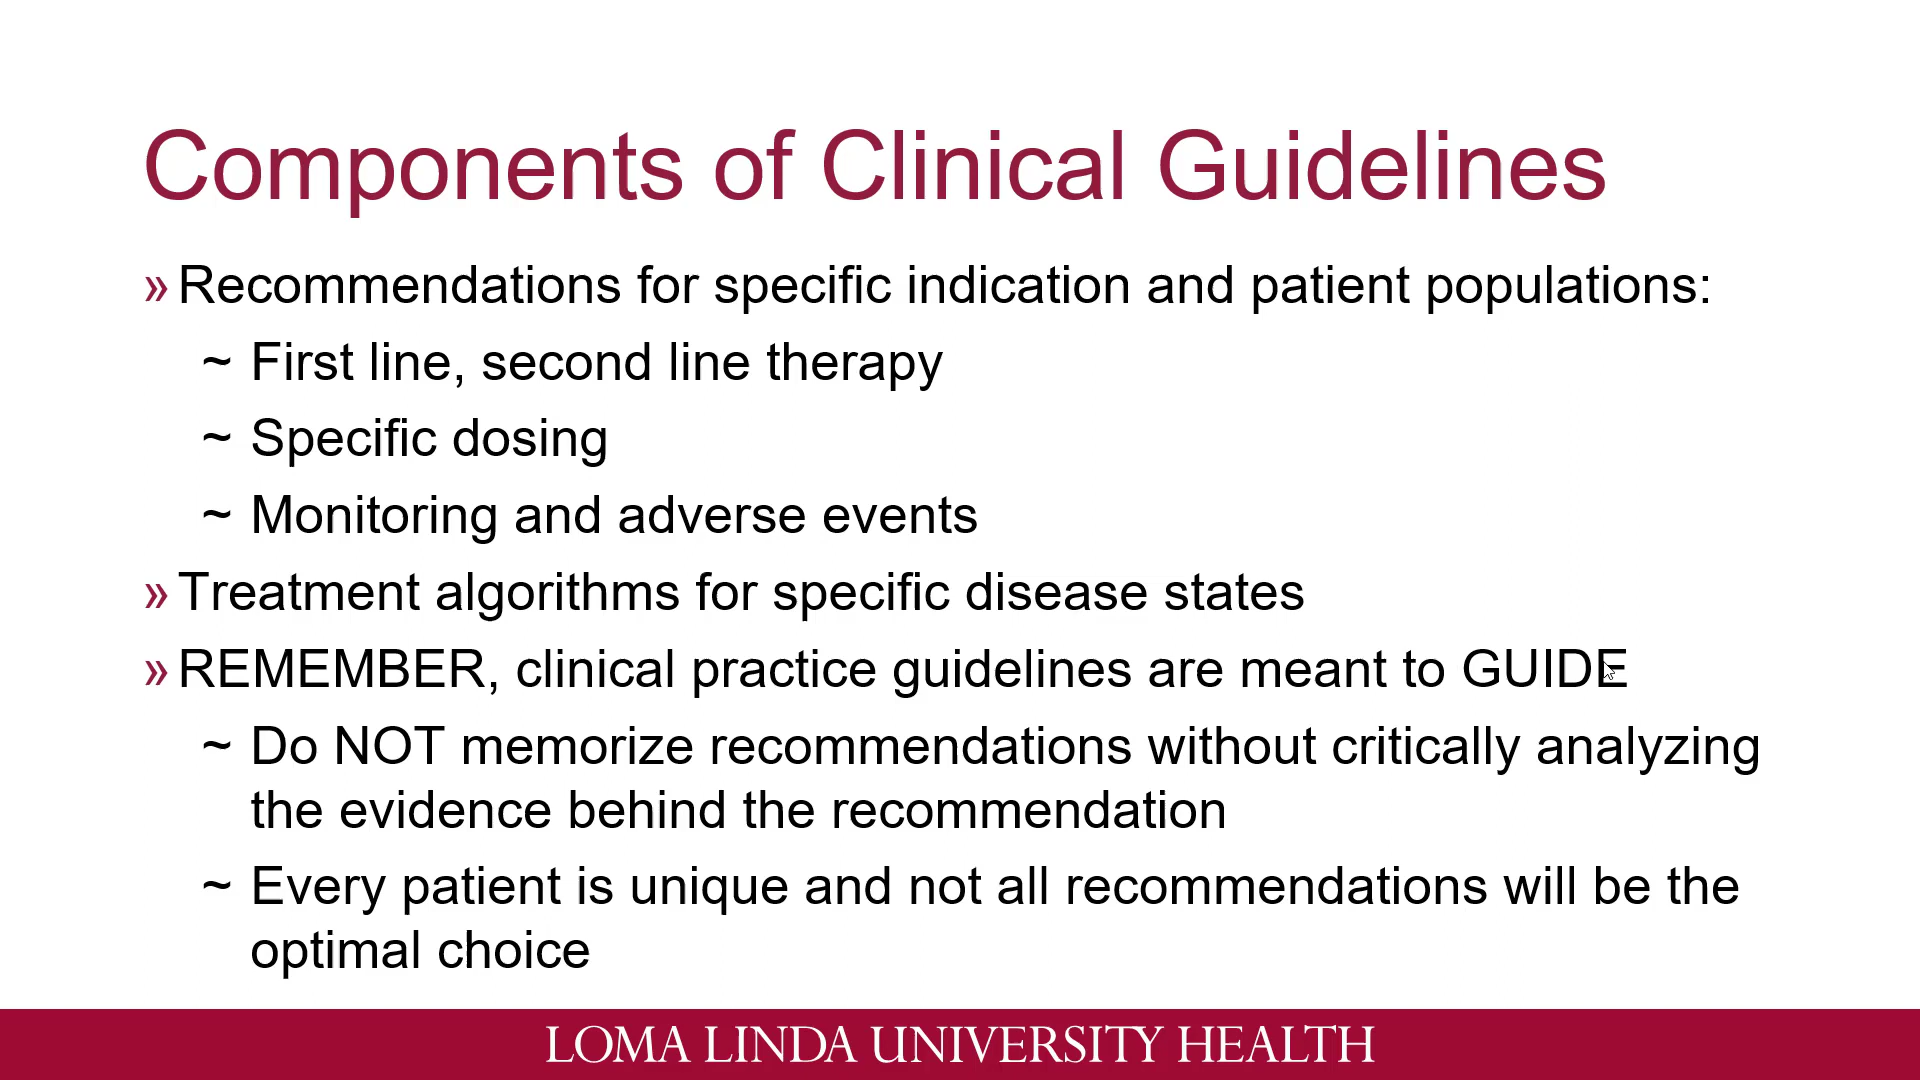 Components of Clinical Guidelines
» Recommendations for specific indication and patient populations:
~ First line, second line therapy
~ Specific dosing
~ Monitoring and adverse events
» Treatment algorithms for specific disease states
» REMEMBER, clinical practice guidelines are meant to GUIDE
~ Do NOT memorize recommendations without critically analyzing
the evidence behind the recommendation
~ Every patient is unique and not all recommendations will be the
optimal choice
LOMA LINDA UNIVERSITY HEALTH